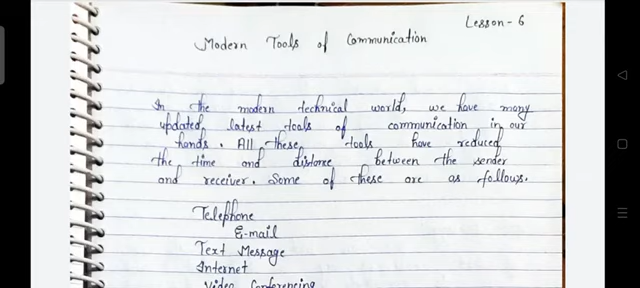 Lesson-6
Modern Tools of Communication
In the modern technical world, we have many
updated latest tools of communication in our
hands. All these tools have reduced
the time and distance between the sender
and receiver. Some of these are as follows.
Telephone
E-mail
Text Message
Internet
Video Conferencing